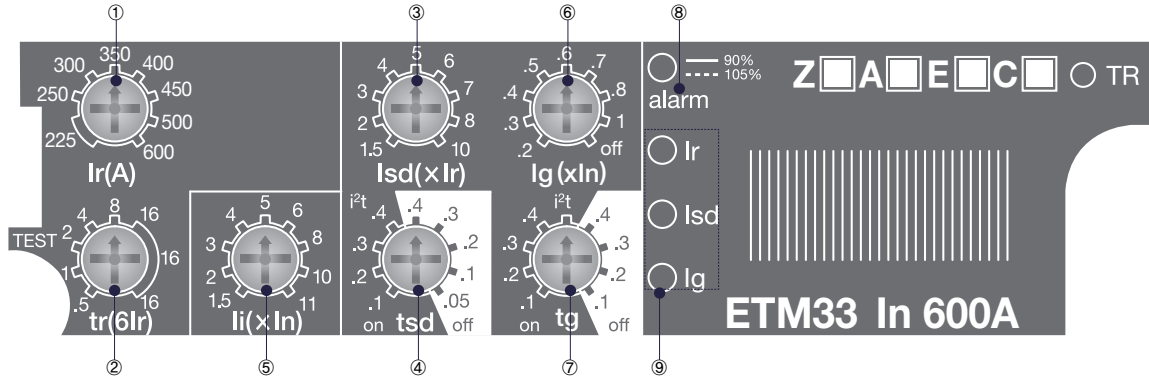 ① ③ ⑥ ⑧
225 250 300 350 400 450 500 600
Ir(A)
1.5 2 3 4 5 6 7 8 10
Isd(×Ir)
.2 .3 .4 .5 .6 .7 .8 1 off
Ig (xIn)
90%
105%
alarm
Z A E C TR
Ir
Isd
Ig
TEST
.5 1 2 4 8 16 16 16
tr(6Ir)
1.5 2 3 4 5 6 8 10 11
Ii(×In)
i²t
.1 .2 .3 .4 .4 .3 .2 .1 .05
on tsd off
i²t
.1 .2 .3 .4 .4 .3 .2 .1
on tg off
ETM33 In 600A
② ⑤ ④ ⑦ ⑨